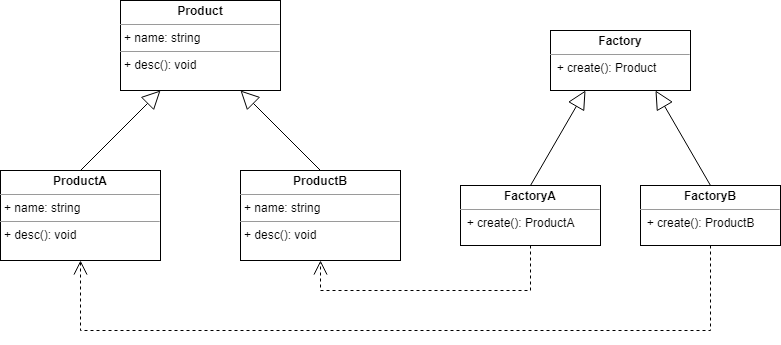 Product
+ name: string
+ desc(): void
Factory
+ create(): Product
ProductA
+ name: string
+ desc(): void
ProductB
+ name: string
+ desc(): void
FactoryA
+ create(): ProductA
FactoryB
+ create(): ProductB